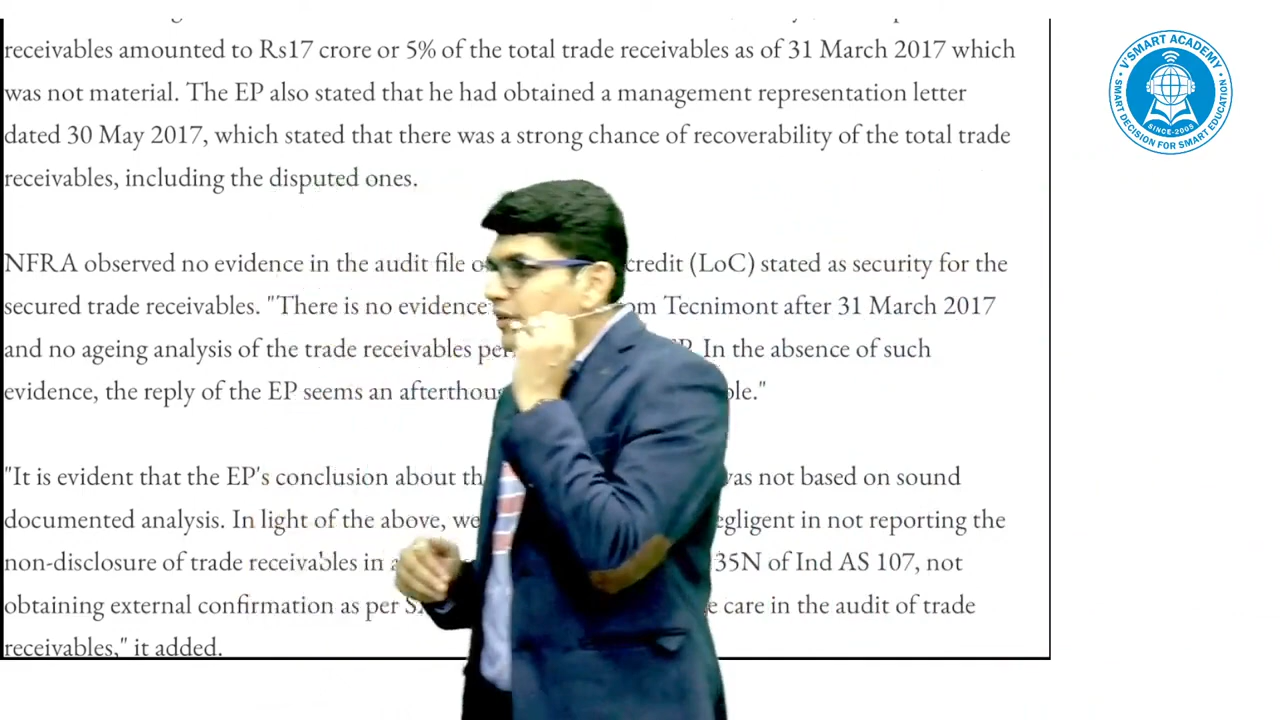 receivables amounted to Rs17 crore or 5% of the total trade receivables as of 31 March 2017 which
was not material. The EP also stated that he had obtained a management representation letter
dated 30 May 2017, which stated that there was a strong chance of recoverability of the total trade
receivables, including the disputed ones.
NFRA observed no evidence in the audit file credit (LoC) stated as security for the
secured trade receivables. "There is no evidence Tecnimont after 31 March 2017
and no ageing analysis of the trade receivables In the absence of such
evidence, the reply of the EP seems an
"It is evident that the EP's conclusion about was not based on sound
documented analysis. In light of the above, we in not reporting the
non-disclosure of trade receivables in 35N of Ind AS 107, not
obtaining external confirmation as per care in the audit of trade
receivables," it added.
V'SMART ACADEMY
SINCE-2009
SMART DECISION FOR SMART EDUCATION